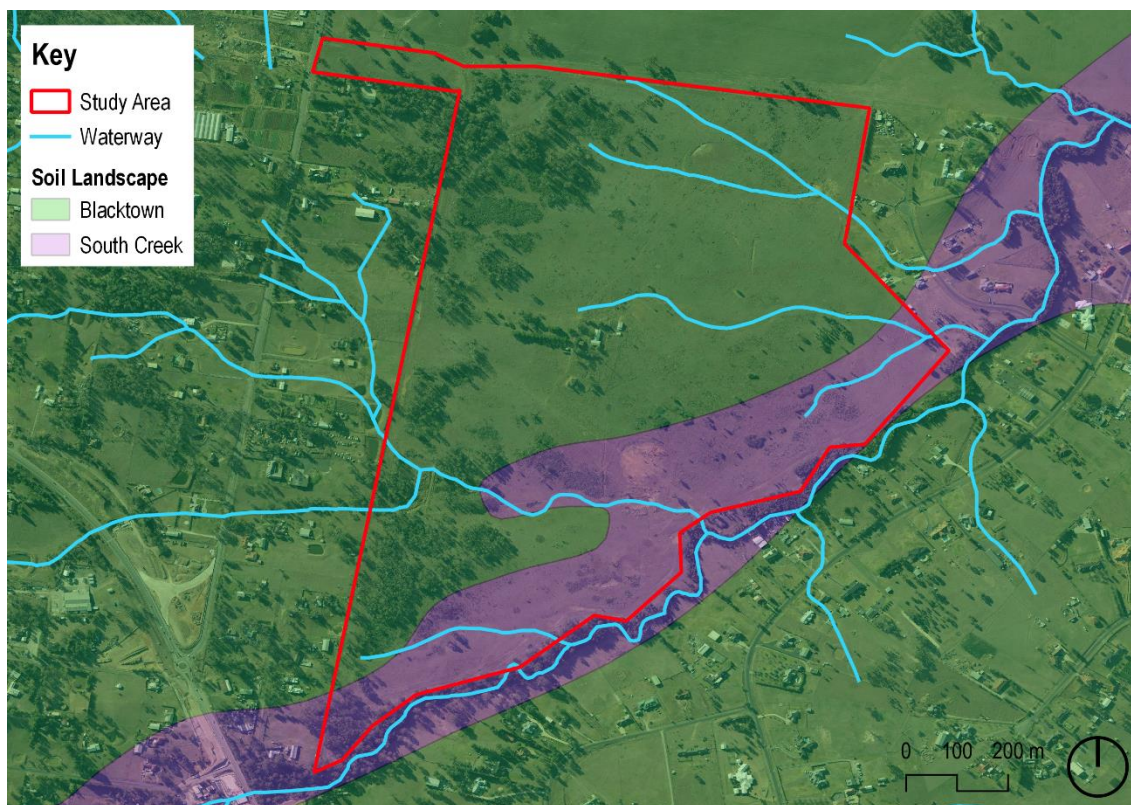 Key
Study Area
Waterway
Soil Landscape
Blacktown
South Creek
0 100 200 m